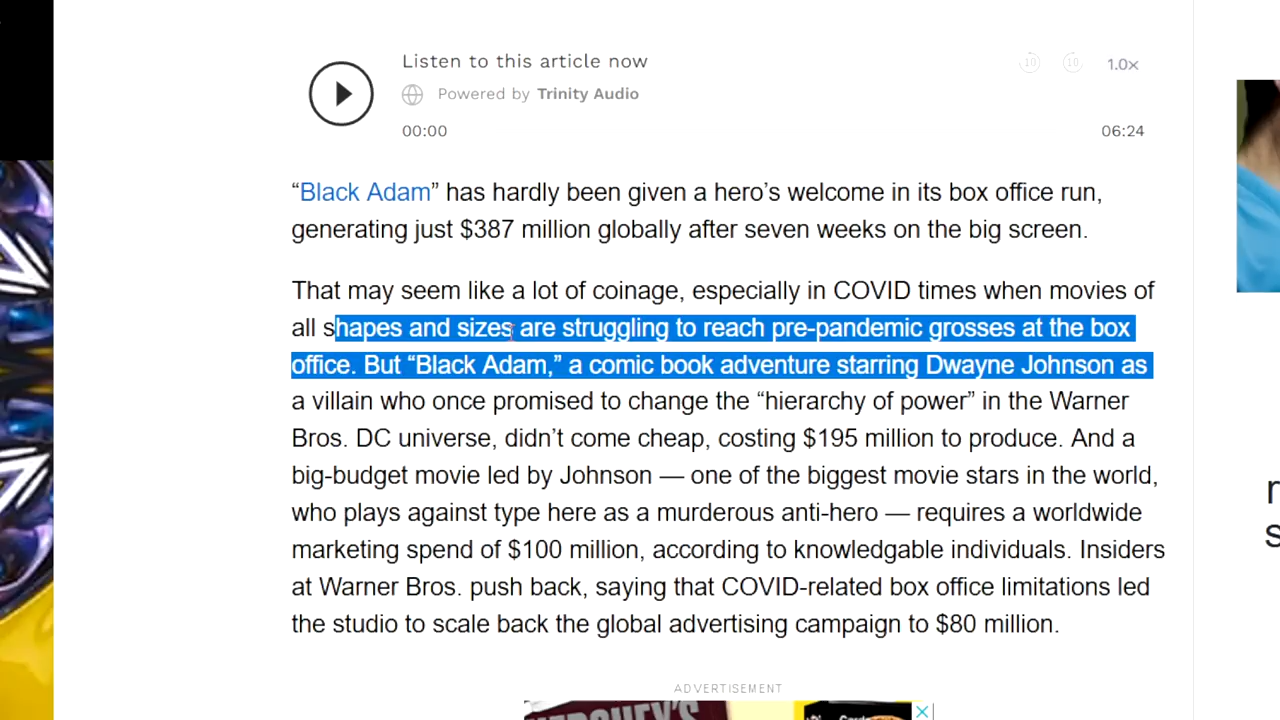 Listen to this article now
10 10 1.0x
Powered by Trinity Audio
00:00 06:24
“Black Adam” has hardly been given a hero’s welcome in its box office run,
generating just $387 million globally after seven weeks on the big screen.
That may seem like a lot of coinage, especially in COVID times when movies of
all shapes and sizes are struggling to reach pre-pandemic grosses at the box
office. But “Black Adam,” a comic book adventure starring Dwayne Johnson as
a villain who once promised to change the “hierarchy of power” in the Warner
Bros. DC universe, didn’t come cheap, costing $195 million to produce. And a
big-budget movie led by Johnson — one of the biggest movie stars in the world,
who plays against type here as a murderous anti-hero — requires a worldwide
marketing spend of $100 million, according to knowledgable individuals. Insiders
at Warner Bros. push back, saying that COVID-related box office limitations led
the studio to scale back the global advertising campaign to $80 million.
ADVERTISEMENT
HERSHEY'S